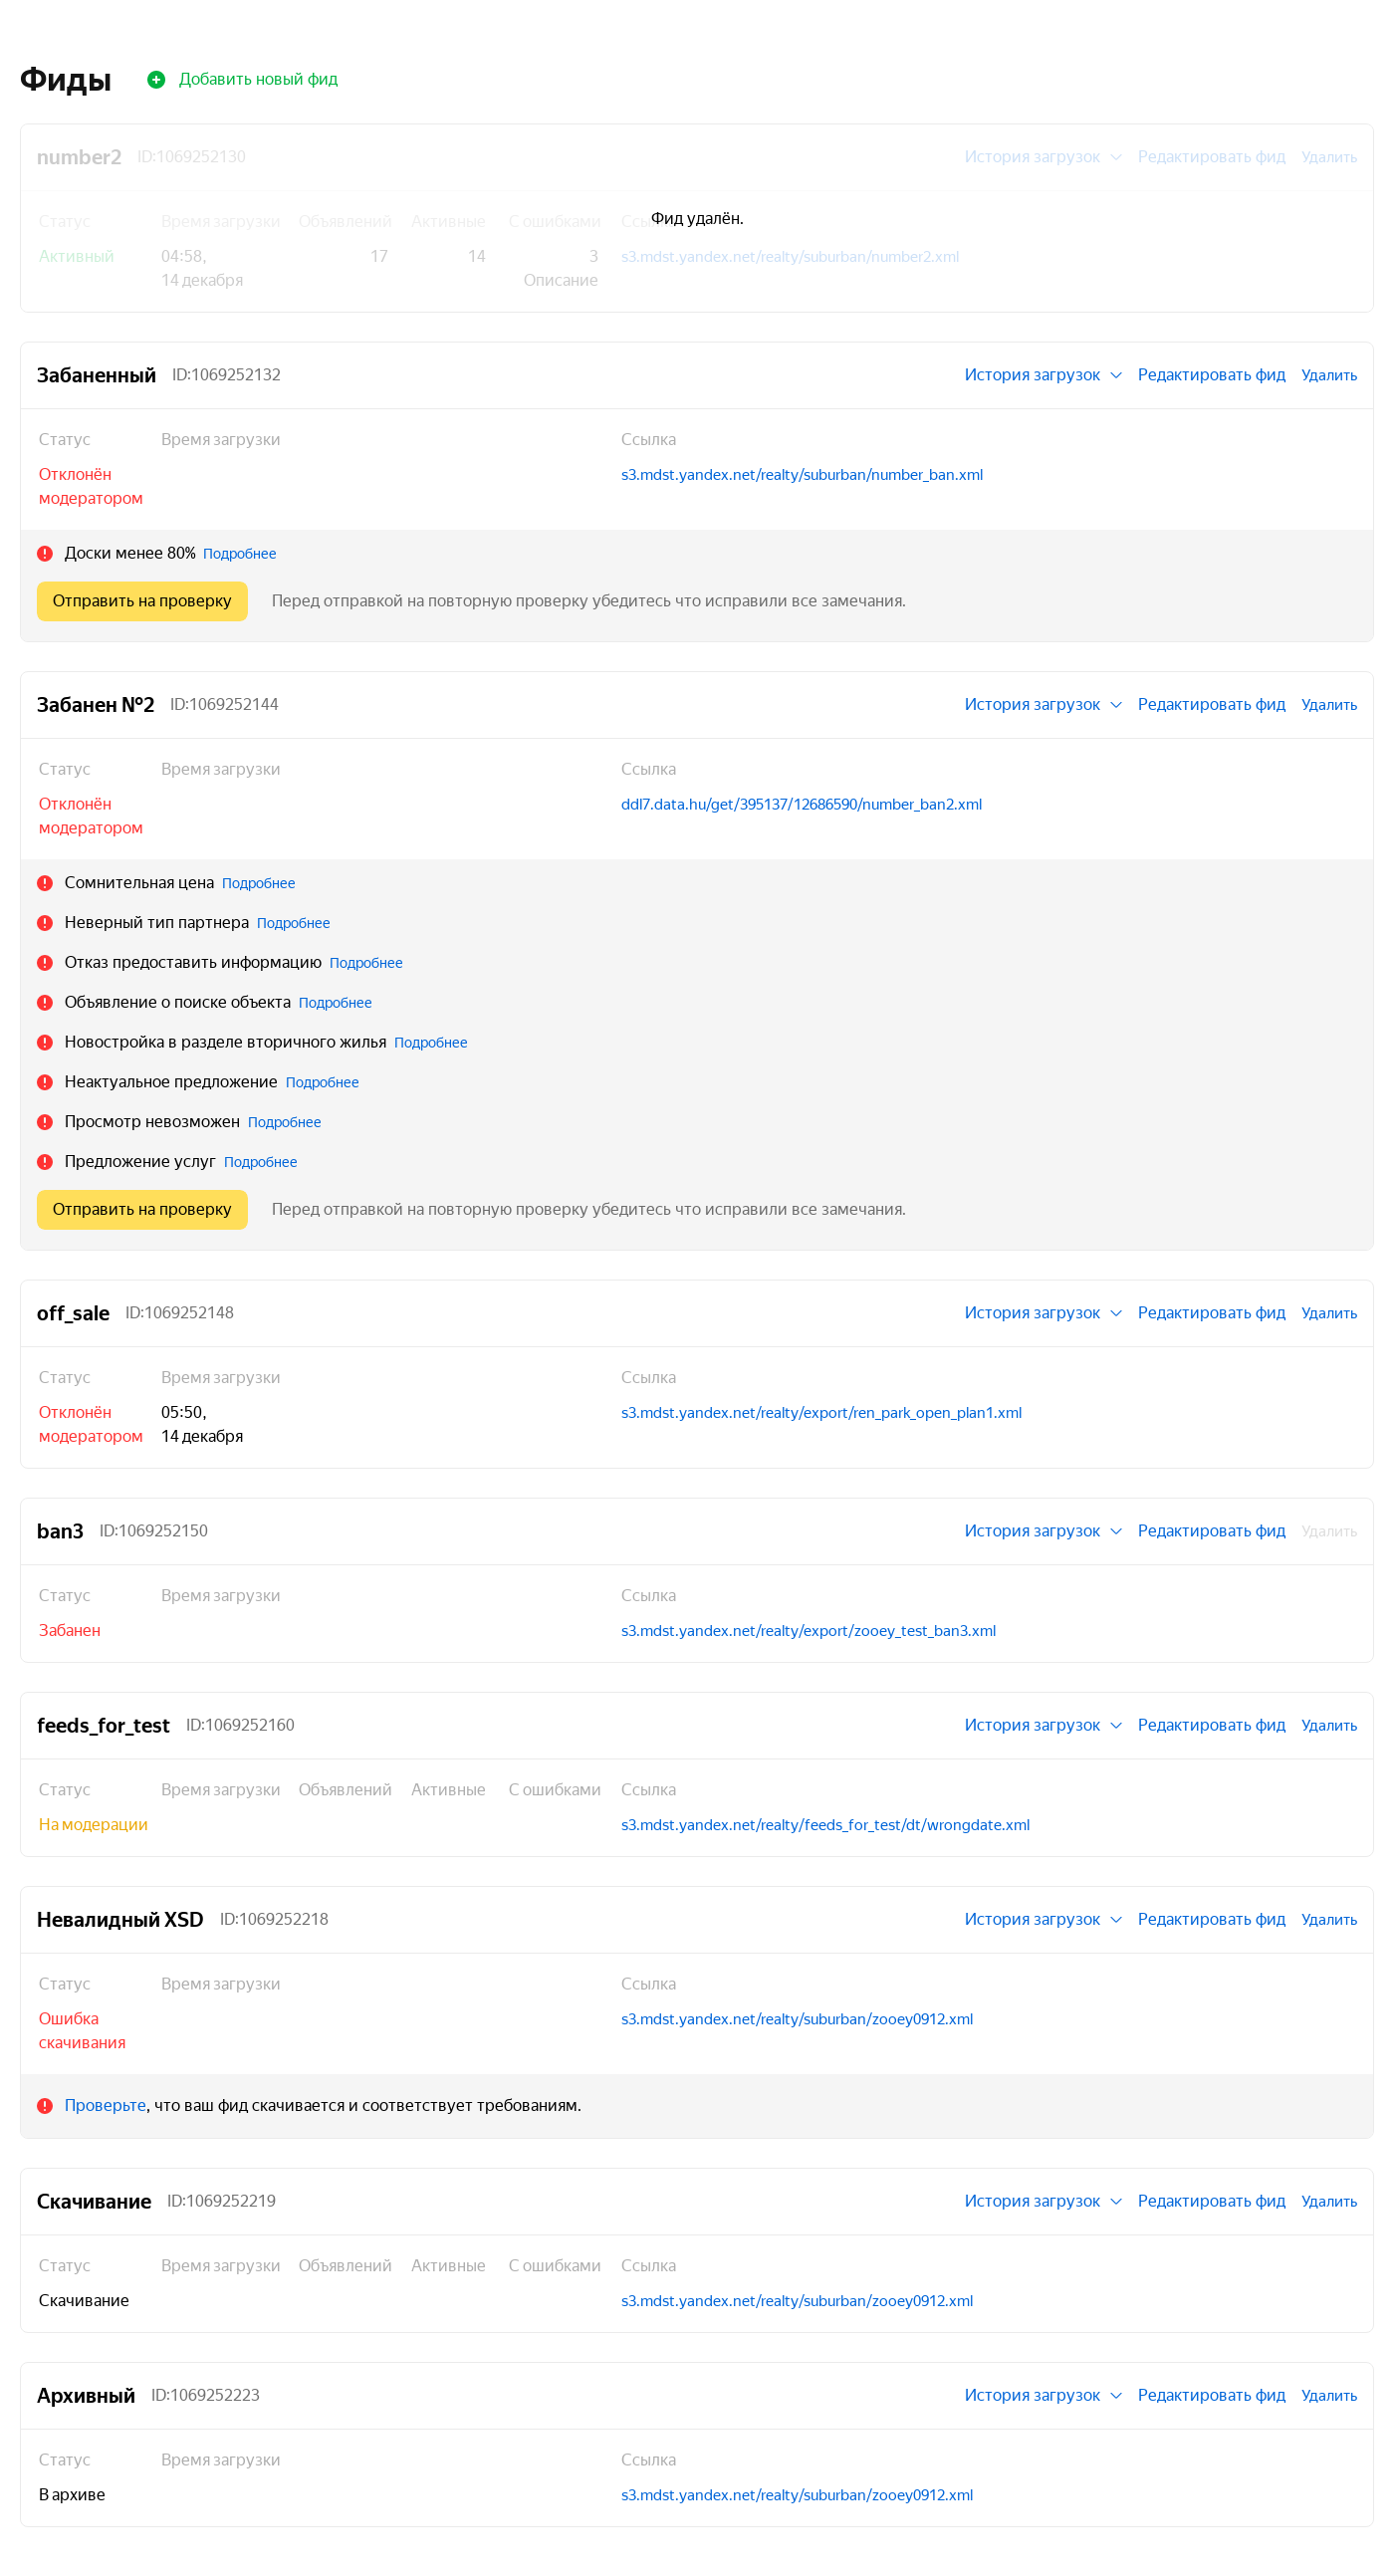 Фиды Добавить новый фид
number2 ID:1069252130 История загрузок Редактировать фид Удалить
Статус Время загрузки Объявлений Активные С ошибками Фид удалён.
Активный 04:58, 17 14 3 s3.mdst.yandex.net/realty/suburban/number2.xml
14 декабря Описание
Забаненный ID:1069252132 История загрузок Редактировать фид Удалить
Статус Время загрузки Ссылка
Отклонён s3.mdst.yandex.net/realty/suburban/number_ban.xml
модератором
Доски менее 80% Подробнее
Отправить на проверку Перед отправкой на повторную проверку убедитесь что исправили все замечания.
Забанен №2 ID:1069252144 История загрузок Редактировать фид Удалить
Статус Время загрузки Ссылка
Отклонён ddl7.data.hu/get/395137/12686590/number_ban2.xml
модератором
Сомнительная цена Подробнее
Неверный тип партнера Подробнее
Отказ предоставить информацию Подробнее
Объявление о поиске объекта Подробнее
Новостройка в разделе вторичного жилья Подробнее
Неактуальное предложение Подробнее
Просмотр невозможен Подробнее
Предложение услуг Подробнее
Отправить на проверку Перед отправкой на повторную проверку убедитесь что исправили все замечания.
off_sale ID:1069252148 История загрузок Редактировать фид Удалить
Статус Время загрузки Ссылка
Отклонён 05:50, s3.mdst.yandex.net/realty/export/ren_park_open_plan1.xml
модератором 14 декабря
ban3 ID:1069252150 История загрузок Редактировать фид Удалить
Статус Время загрузки Ссылка
Забанен s3.mdst.yandex.net/realty/export/zooey_test_ban3.xml
feeds_for_test ID:1069252160 История загрузок Редактировать фид Удалить
Статус Время загрузки Объявлений Активные С ошибками Ссылка
На модерации s3.mdst.yandex.net/realty/feeds_for_test/dt/wrongdate.xml
Невалидный XSD ID:1069252218 История загрузок Редактировать фид Удалить
Статус Время загрузки Ссылка
Ошибка s3.mdst.yandex.net/realty/suburban/zooey0912.xml
скачивания
Проверьте, что ваш фид скачивается и соответствует требованиям.
Скачивание ID:1069252219 История загрузок Редактировать фид Удалить
Статус Время загрузки Объявлений Активные С ошибками Ссылка
Скачивание s3.mdst.yandex.net/realty/suburban/zooey0912.xml
Архивный ID:1069252223 История загрузок Редактировать фид Удалить
Статус Время загрузки Ссылка
В архиве s3.mdst.yandex.net/realty/suburban/zooey0912.xml